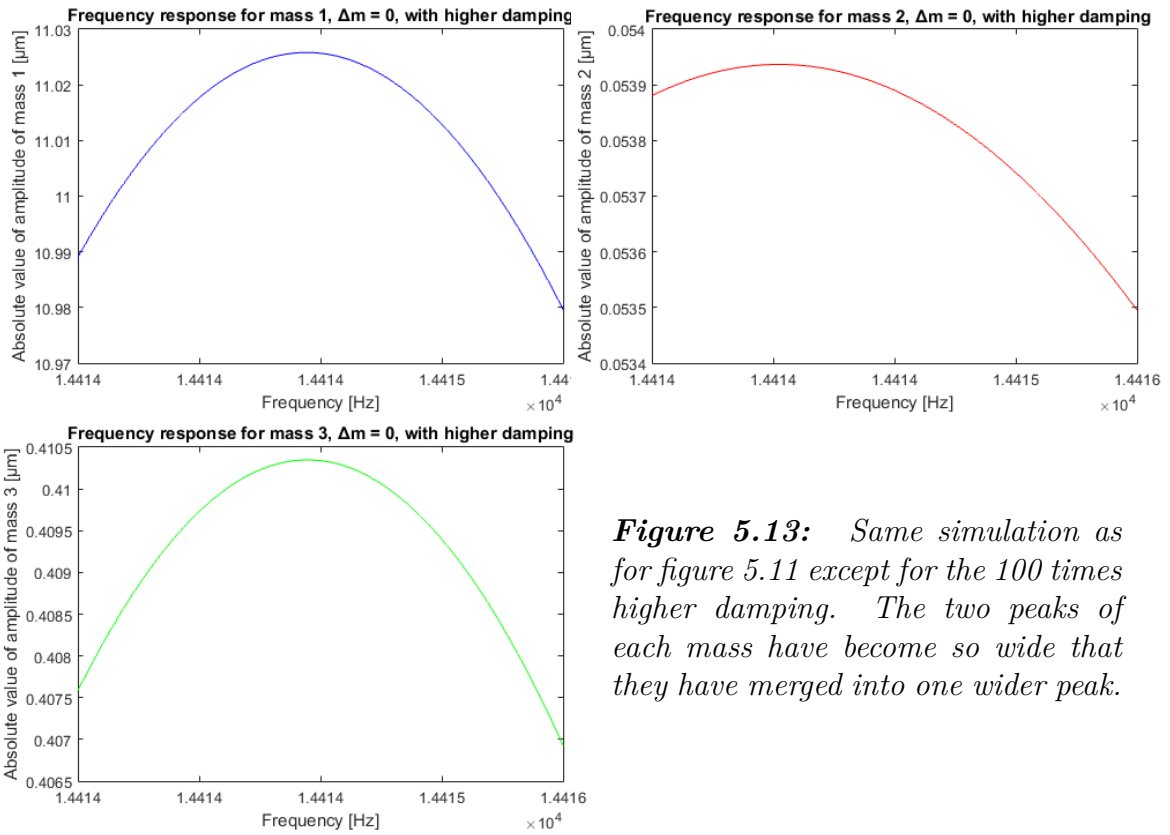 Frequency response for mass 1, Δm = 0, with higher damping
Absolute value of amplitude of mass 1 [μm]
11.03
11.02
11.01
11
10.99
10.98
10.97
1.4414 1.4414 1.4414 1.4415 1.441
Frequency [Hz]
×10⁴
Frequency response for mass 2, Δm = 0, with higher damping
Absolute value of amplitude of mass 2 [μm]
0.054
0.0539
0.0538
0.0537
0.0536
0.0535
0.0534
1.4414 1.4414 1.4414 1.4415 1.4416
Frequency [Hz]
×10⁴
Frequency response for mass 3, Δm = 0, with higher damping
Absolute value of amplitude of mass 3 [μm]
0.4105
0.41
0.4095
0.409
0.4085
0.408
0.4075
0.407
0.4065
1.4414 1.4414 1.4414 1.4415 1.4416
Frequency [Hz]
×10⁴
Figure 5.13: Same simulation as
for figure 5.11 except for the 100 times
higher damping. The two peaks of
each mass have become so wide that
they have merged into one wider peak.